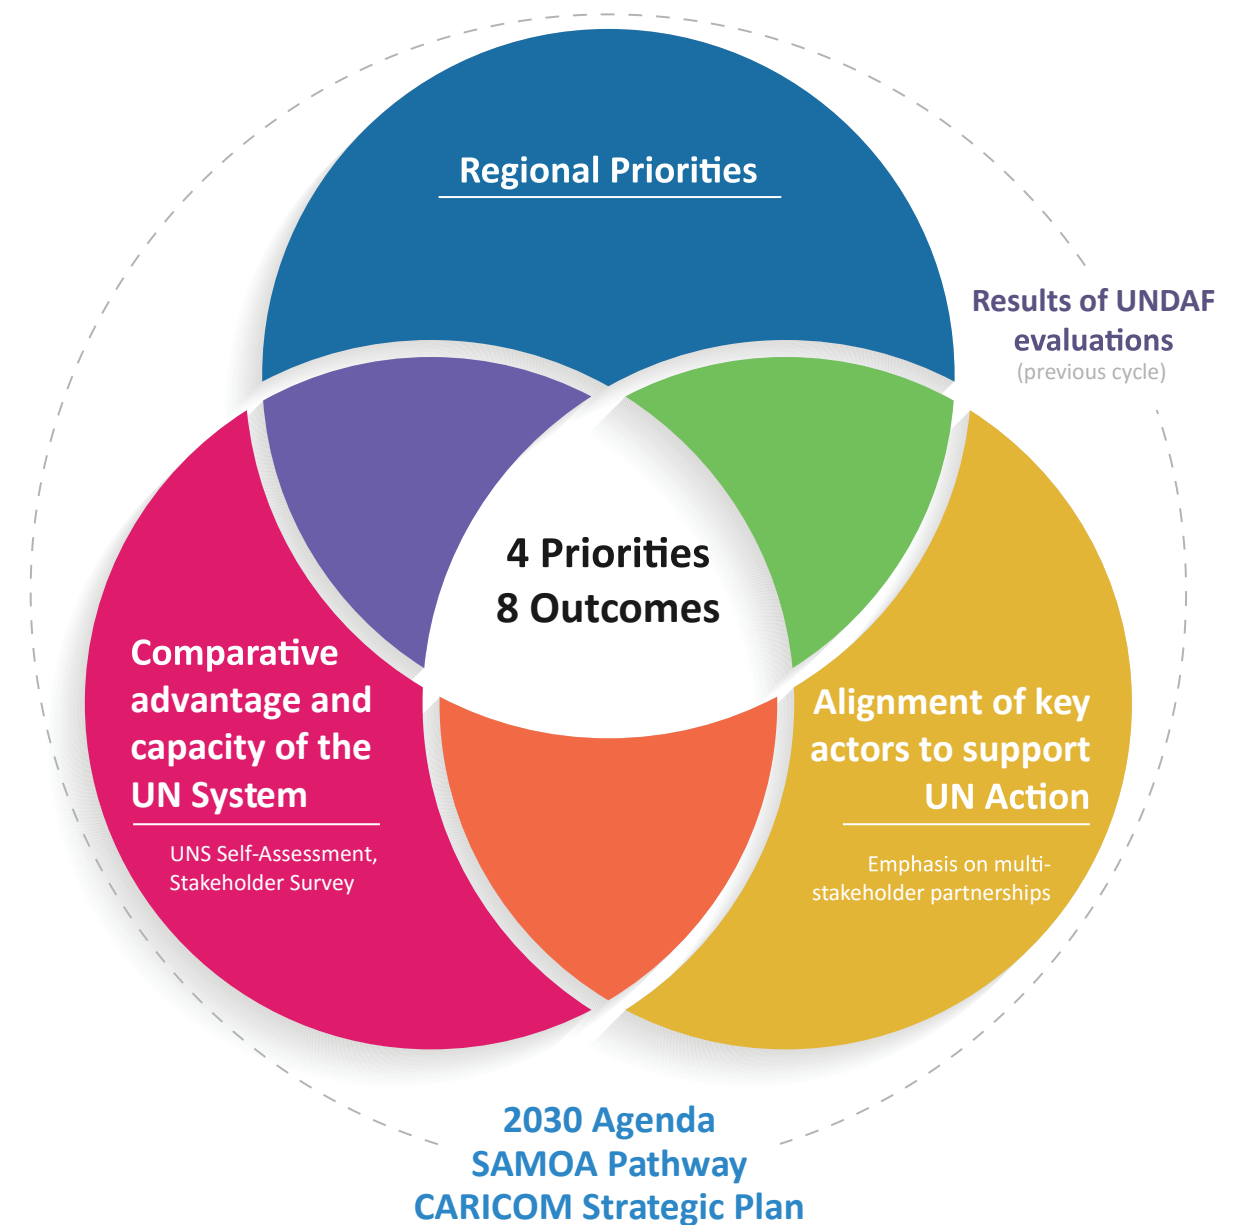 Regional Priorities
Results of UNDAF
evaluations
(previous cycle)
4 Priorities
8 Outcomes
Comparative
advantage and
capacity of the
UN System
UNS Self-Assessment,
Stakeholder Survey
Alignment of key
actors to support
UN Action
Emphasis on multi-
stakeholder partnerships
2030 Agenda
SAMOA Pathway
CARICOM Strategic Plan